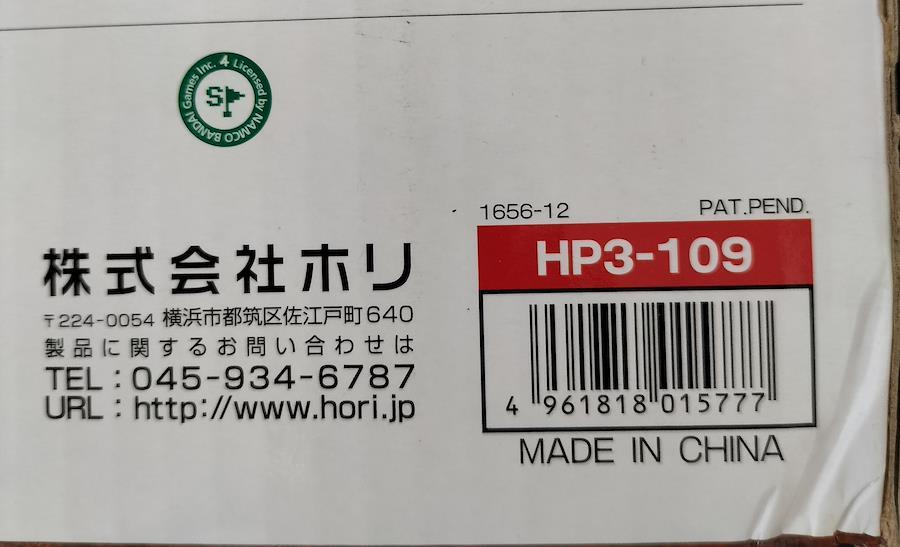 Games Inc. 4 Licensed by NAMCO BANDAI
S
1656-12 PAT.PEND.
HP3-109
株式会社ホリ
〒224-0054 横浜市都筑区佐江戸町640
製品に関するお問い合わせは
TEL：045-934-6787
URL：http://www.hori.jp
4 961818 015777
MADE IN CHINA